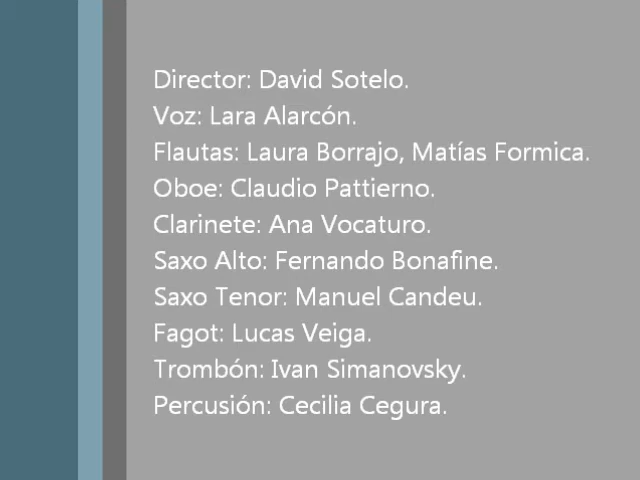 Director: David Sotelo.
Voz: Lara Alarcón.
Flautas: Laura Borrajo, Matías Formica.
Oboe: Claudio Pattierno.
Clarinete: Ana Vocaturo.
Saxo Alto: Fernando Bonafine.
Saxo Tenor: Manuel Candeu.
Fagot: Lucas Veiga.
Trombón: Ivan Simanovsky.
Percusión: Cecilia Cegura.